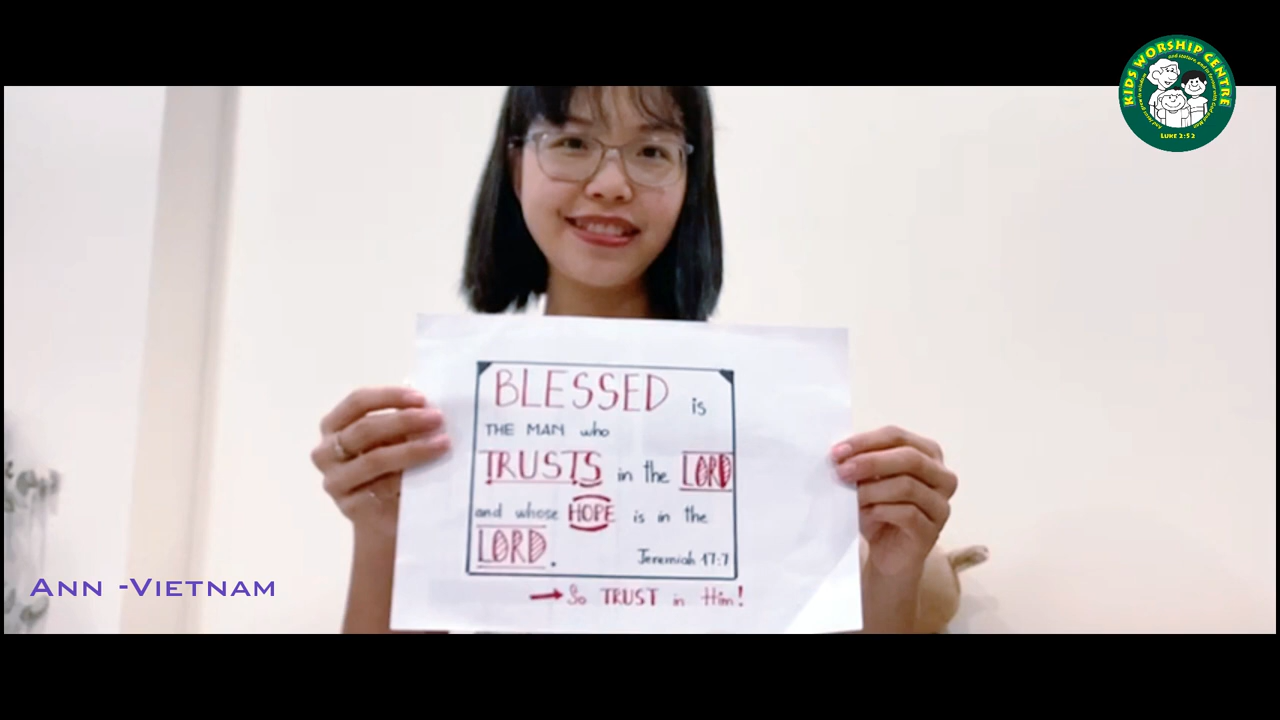 KIDS WORSHIP CENTRE
LUKE 2:52
BLESSED is
THE MAN who
TRUSTS in the LORD
and whose HOPE is in the
LORD.
Jeremiah 17:7
→ So TRUST in Him!
ANN -VIETNAM